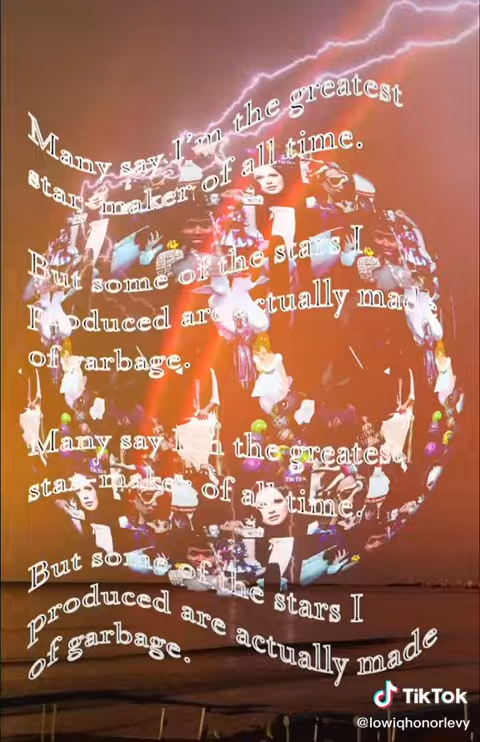 Many say I'm the greatest
star-maker of all time.
But some of the stars I
produced are actually made
of garbage.
Many say I'm the greatest
star-maker of all time.
But some of the stars I
produced are actually made
of garbage.
TikTok
@lowiqhonorlevy